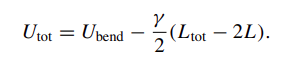 U_tot = U_bend − γ/2 (L_tot − 2L).